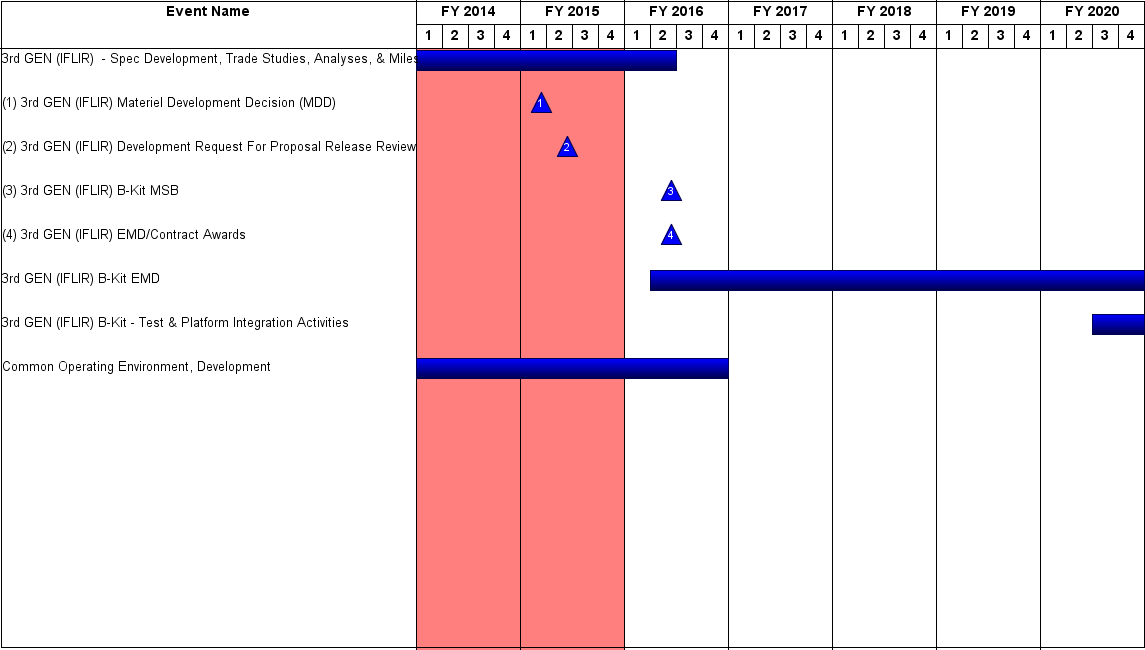 Event Name FY 2014 FY 2015 FY 2016 FY 2017 FY 2018 FY 2019 FY 2020
1 2 3 4 1 2 3 4 1 2 3 4 1 2 3 4 1 2 3 4 1 2 3 4 1 2 3 4
3rd GEN (IFLIR) - Spec Development, Trade Studies, Analyses, & Miles
(1) 3rd GEN (IFLIR) Materiel Development Decision (MDD) 1
(2) 3rd GEN (IFLIR) Development Request For Proposal Release Review 2
(3) 3rd GEN (IFLIR) B-Kit MSB 3
(4) 3rd GEN (IFLIR) EMD/Contract Awards 4
3rd GEN (IFLIR) B-Kit EMD
3rd GEN (IFLIR) B-Kit - Test & Platform Integration Activities
Common Operating Environment, Development